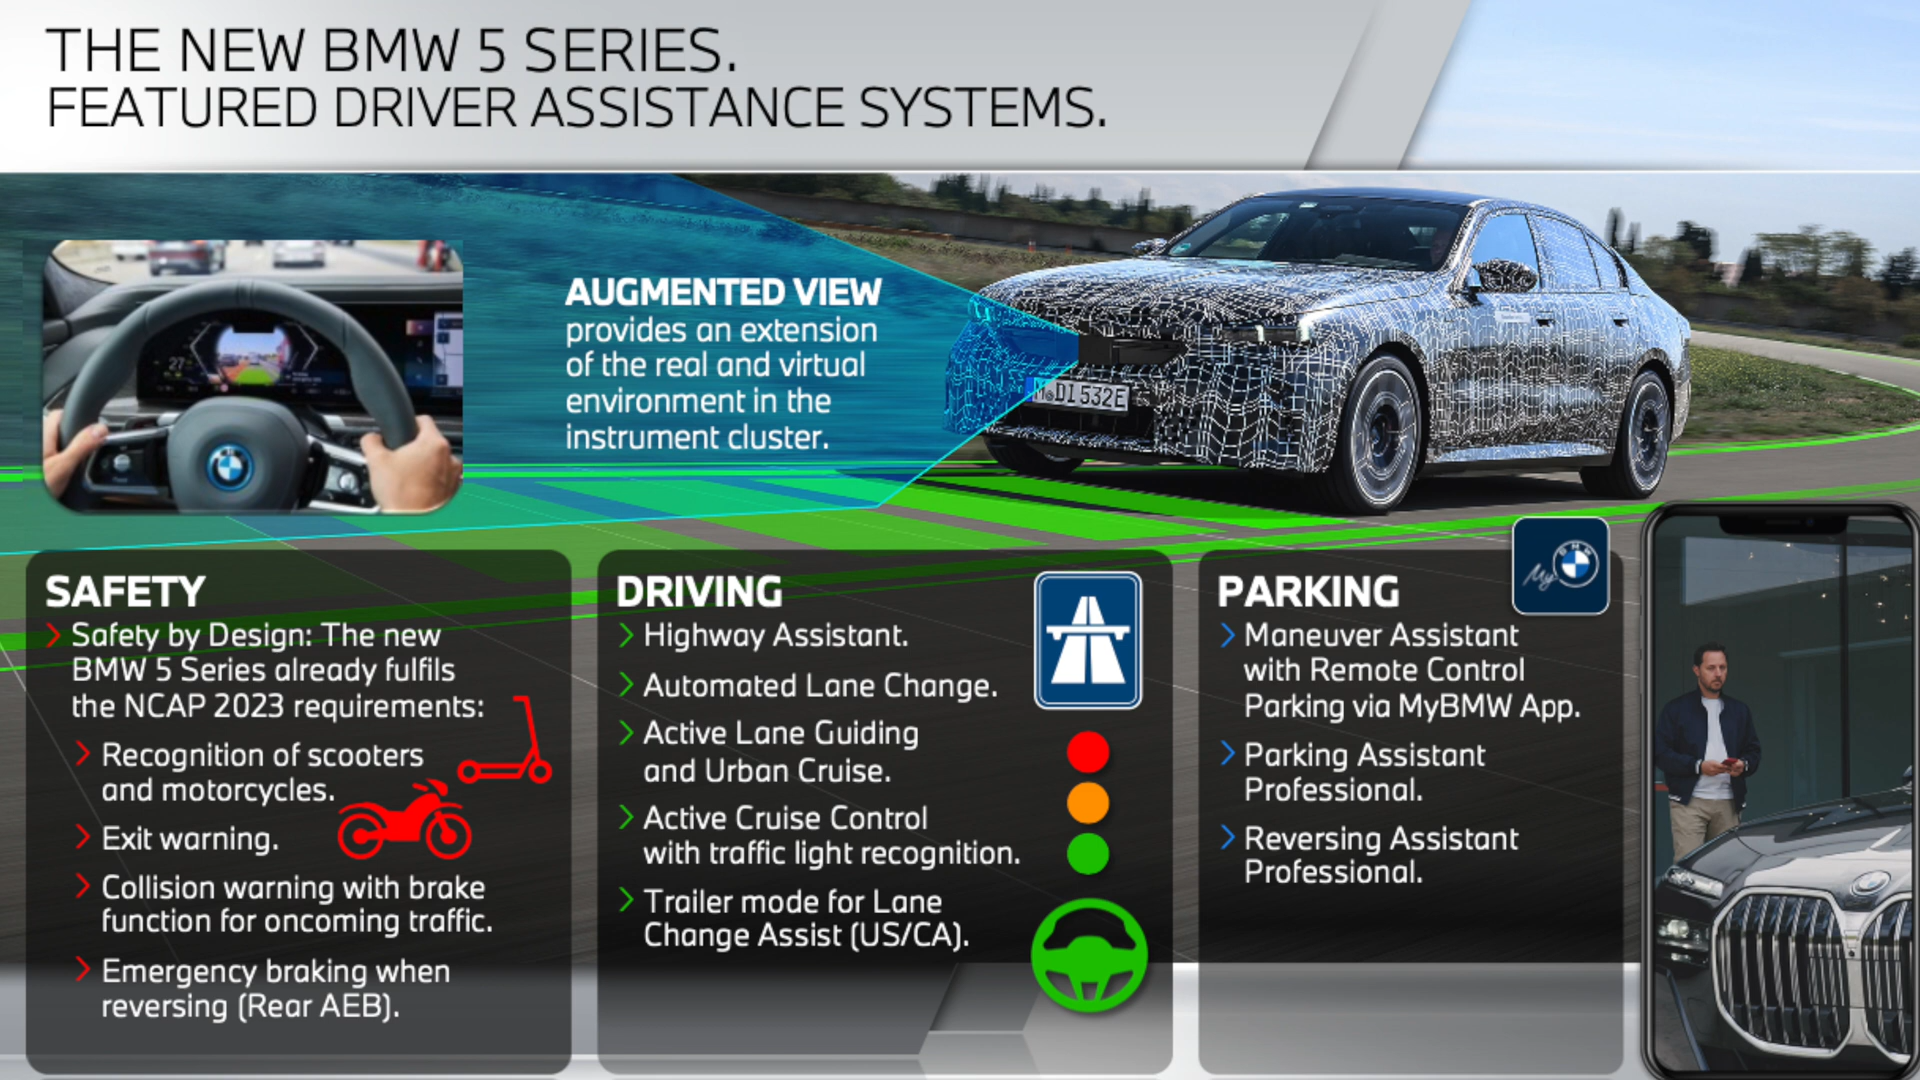 THE NEW BMW 5 SERIES.
FEATURED DRIVER ASSISTANCE SYSTEMS.
AUGMENTED VIEW
provides an extension
of the real and virtual
environment in the
instrument cluster.
M DI 532E
SAFETY
Safety by Design: The new
BMW 5 Series already fulfils
the NCAP 2023 requirements:
Recognition of scooters
and motorcycles.
Exit warning.
Collision warning with brake
function for oncoming traffic.
Emergency braking when
reversing (Rear AEB).
DRIVING
Highway Assistant.
Automated Lane Change.
Active Lane Guiding
and Urban Cruise.
Active Cruise Control
with traffic light recognition.
Trailer mode for Lane
Change Assist (US/CA).
PARKING
My BMW
Maneuver Assistant
with Remote Control
Parking via MyBMW App.
Parking Assistant
Professional.
Reversing Assistant
Professional.